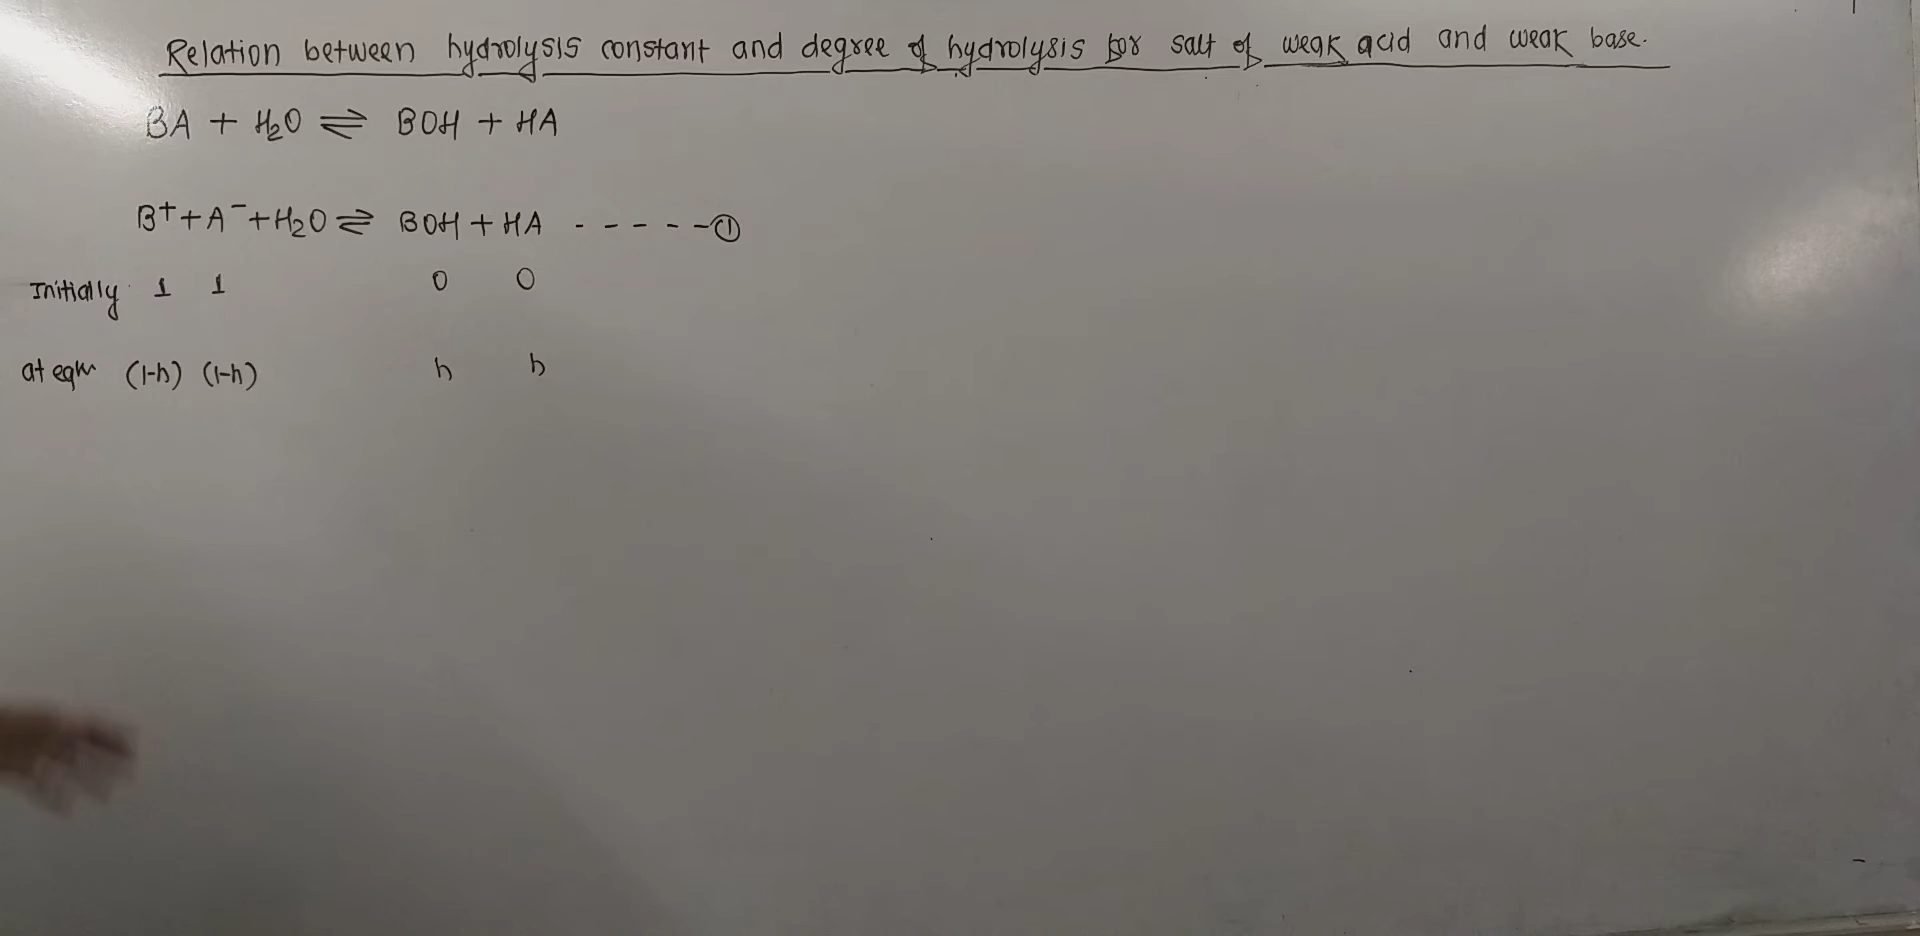 Relation between hydrolysis constant and degree of hydrolysis for salt of weak acid and weak base.
BA + H₂O ⇌ BOH + HA
B⁺ + A⁻ + H₂O ⇌ BOH + HA - - - - - ①
Initially 1 1 0 0
at eqm (1-h) (1-h) h h